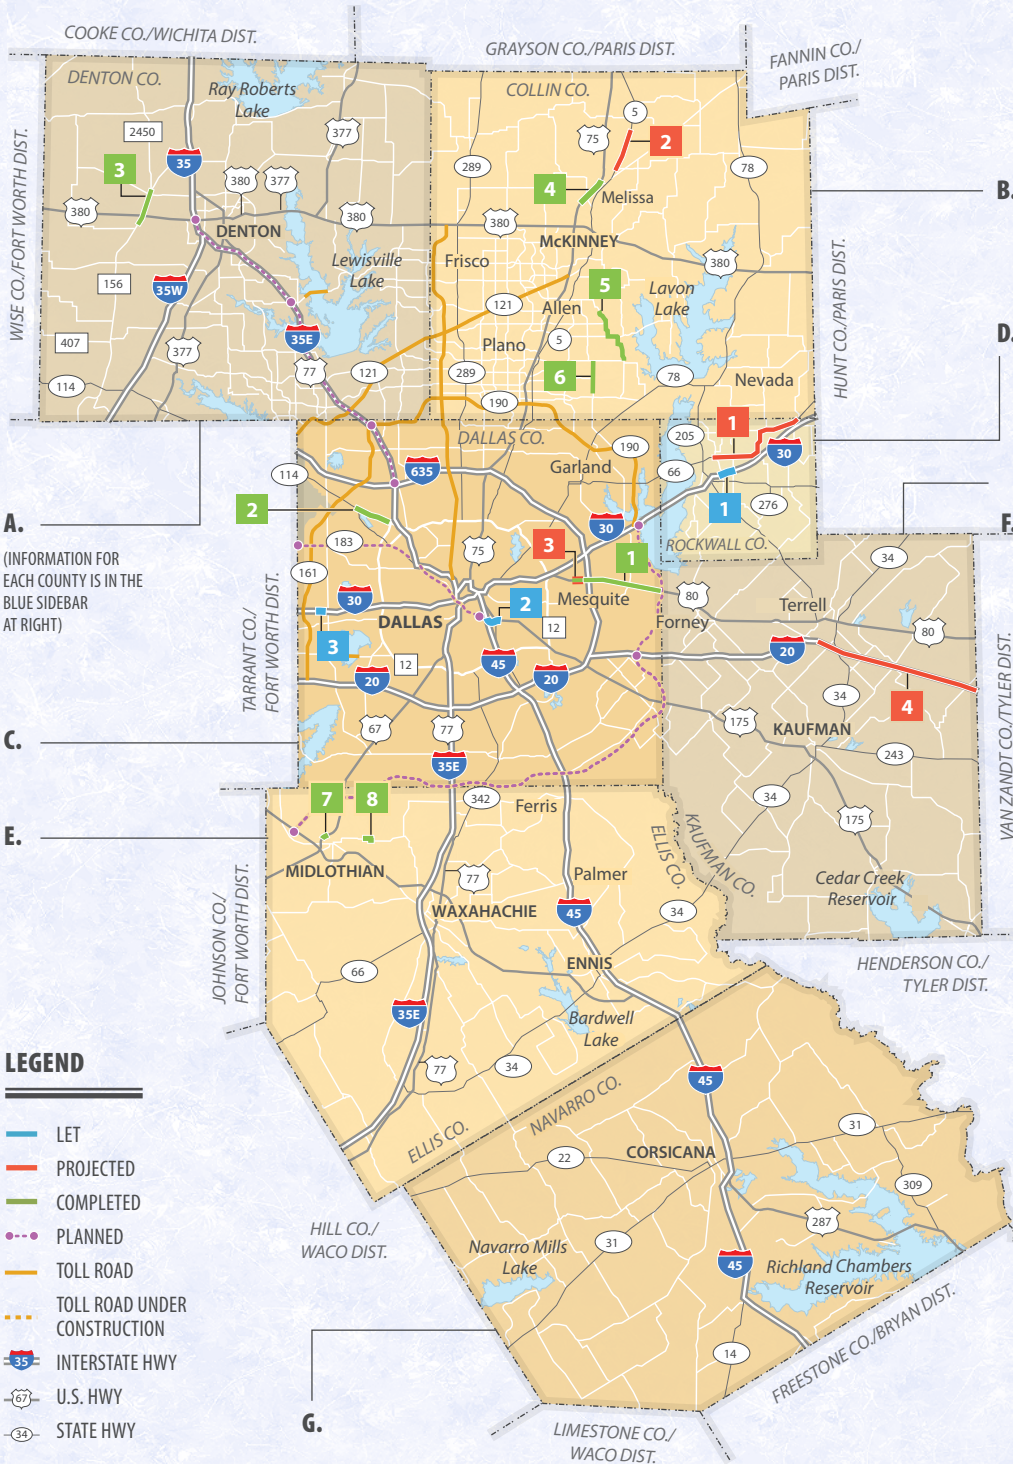 COOKE CO./WICHITA DIST.
GRAYSON CO./PARIS DIST.
FANNIN CO./
PARIS DIST.
DENTON CO.
COLLIN CO.
Ray Roberts
Lake
WISE CO./FORT WORTH DIST.
2450
35
377
3
380
377
380
380
DENTON
156
35W
Lewisville
Lake
407
377
35E
114
77
121
5
75
2
289
78
4
Melissa
380
McKINNEY
Frisco
380
5
Lavon
Lake
121
Allen
Plano
5
289
6
78
Nevada
190
B.
HUNT CO./PARIS DIST.
D.
DALLAS CO.
205
1
30
190
Garland
66
114
635
1
276
2
30
F.
A.
183
75
3
1
ROCKWALL CO.
34
(INFORMATION FOR
EACH COUNTY IS IN THE
BLUE SIDEBAR
AT RIGHT)
161
80
Terrell
30
Mesquite
2
DALLAS
12
Forney
80
3
TARRANT CO./
FORT WORTH DIST.
12
45
20
20
20
34
4
VAN ZANDT CO./TYLER DIST.
C.
67
77
175
KAUFMAN
243
35E
7
8
342
Ferris
34
175
E.
MIDLOTHIAN
ELLIS CO.
KAUFMAN CO.
77
Palmer
Cedar Creek
Reservoir
JOHNSON CO./
FORT WORTH DIST.
WAXAHACHIE
45
34
ENNIS
66
HENDERSON CO./
TYLER DIST.
35E
Bardwell
Lake
77
34
45
NAVARRO CO.
ELLIS CO.
31
22
CORSICANA
309
HILL CO./
WACO DIST.
287
31
Navarro Mills
Lake
45
Richland Chambers
Reservoir
14
FREESTONE CO./BRYAN DIST.
G.
LIMESTONE CO./
WACO DIST.
LEGEND
LET
PROJECTED
COMPLETED
PLANNED
TOLL ROAD
TOLL ROAD UNDER
CONSTRUCTION
35 INTERSTATE HWY
67 U.S. HWY
34 STATE HWY